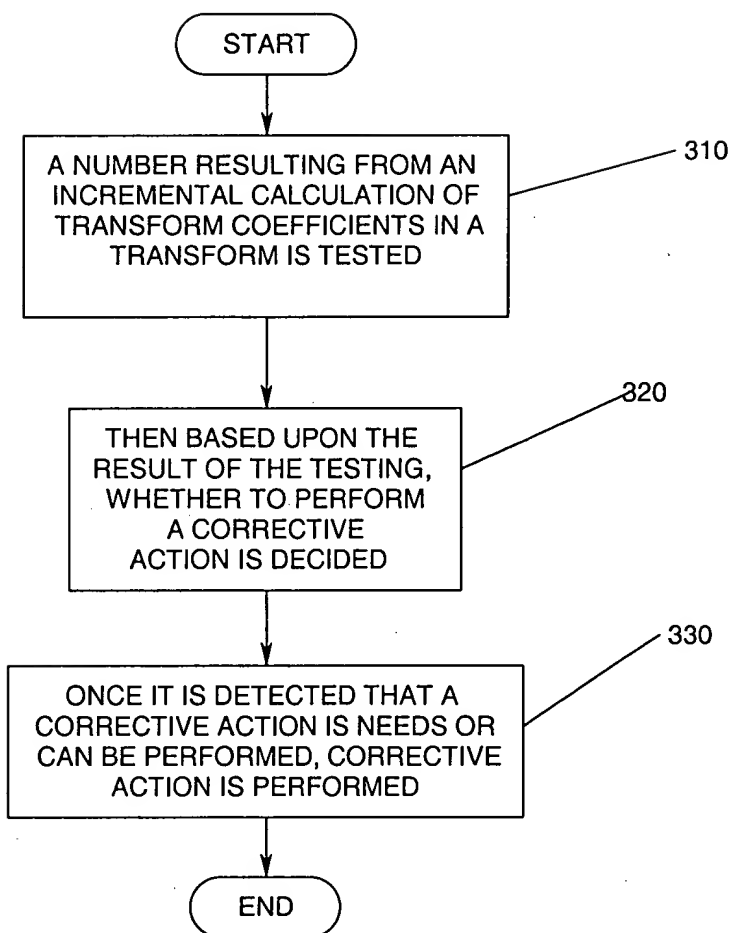 START
A NUMBER RESULTING FROM AN
INCREMENTAL CALCULATION OF
TRANSFORM COEFFICIENTS IN A
TRANSFORM IS TESTED
310
THEN BASED UPON THE
RESULT OF THE TESTING,
WHETHER TO PERFORM
A CORRECTIVE
ACTION IS DECIDED
320
ONCE IT IS DETECTED THAT A
CORRECTIVE ACTION IS NEEDS OR
CAN BE PERFORMED, CORRECTIVE
ACTION IS PERFORMED
330
END